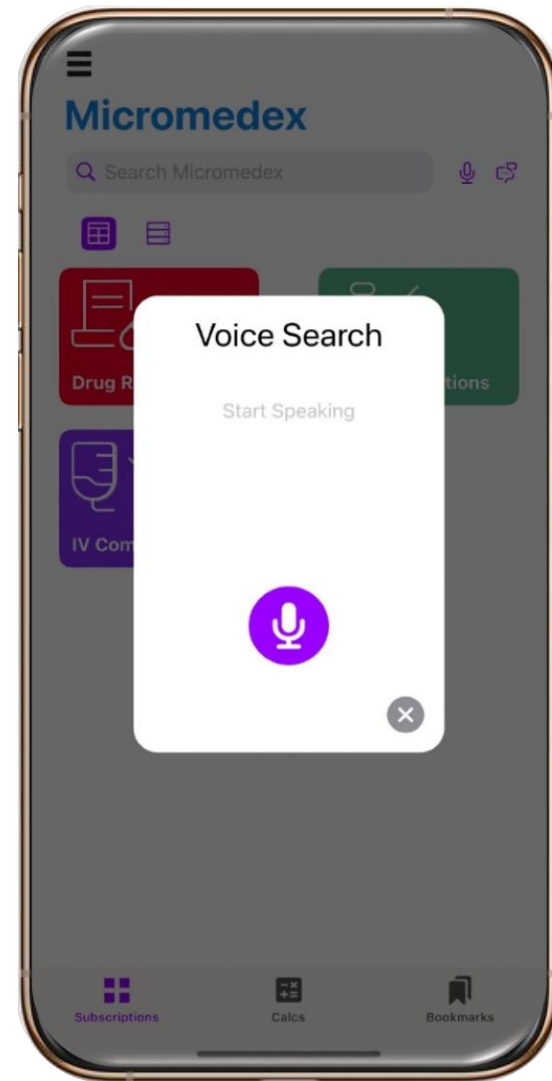 Micromedex
Search Micromedex
Voice Search
Start Speaking
Drug R
tions
IV Com
Subscriptions
Calcs
Bookmarks